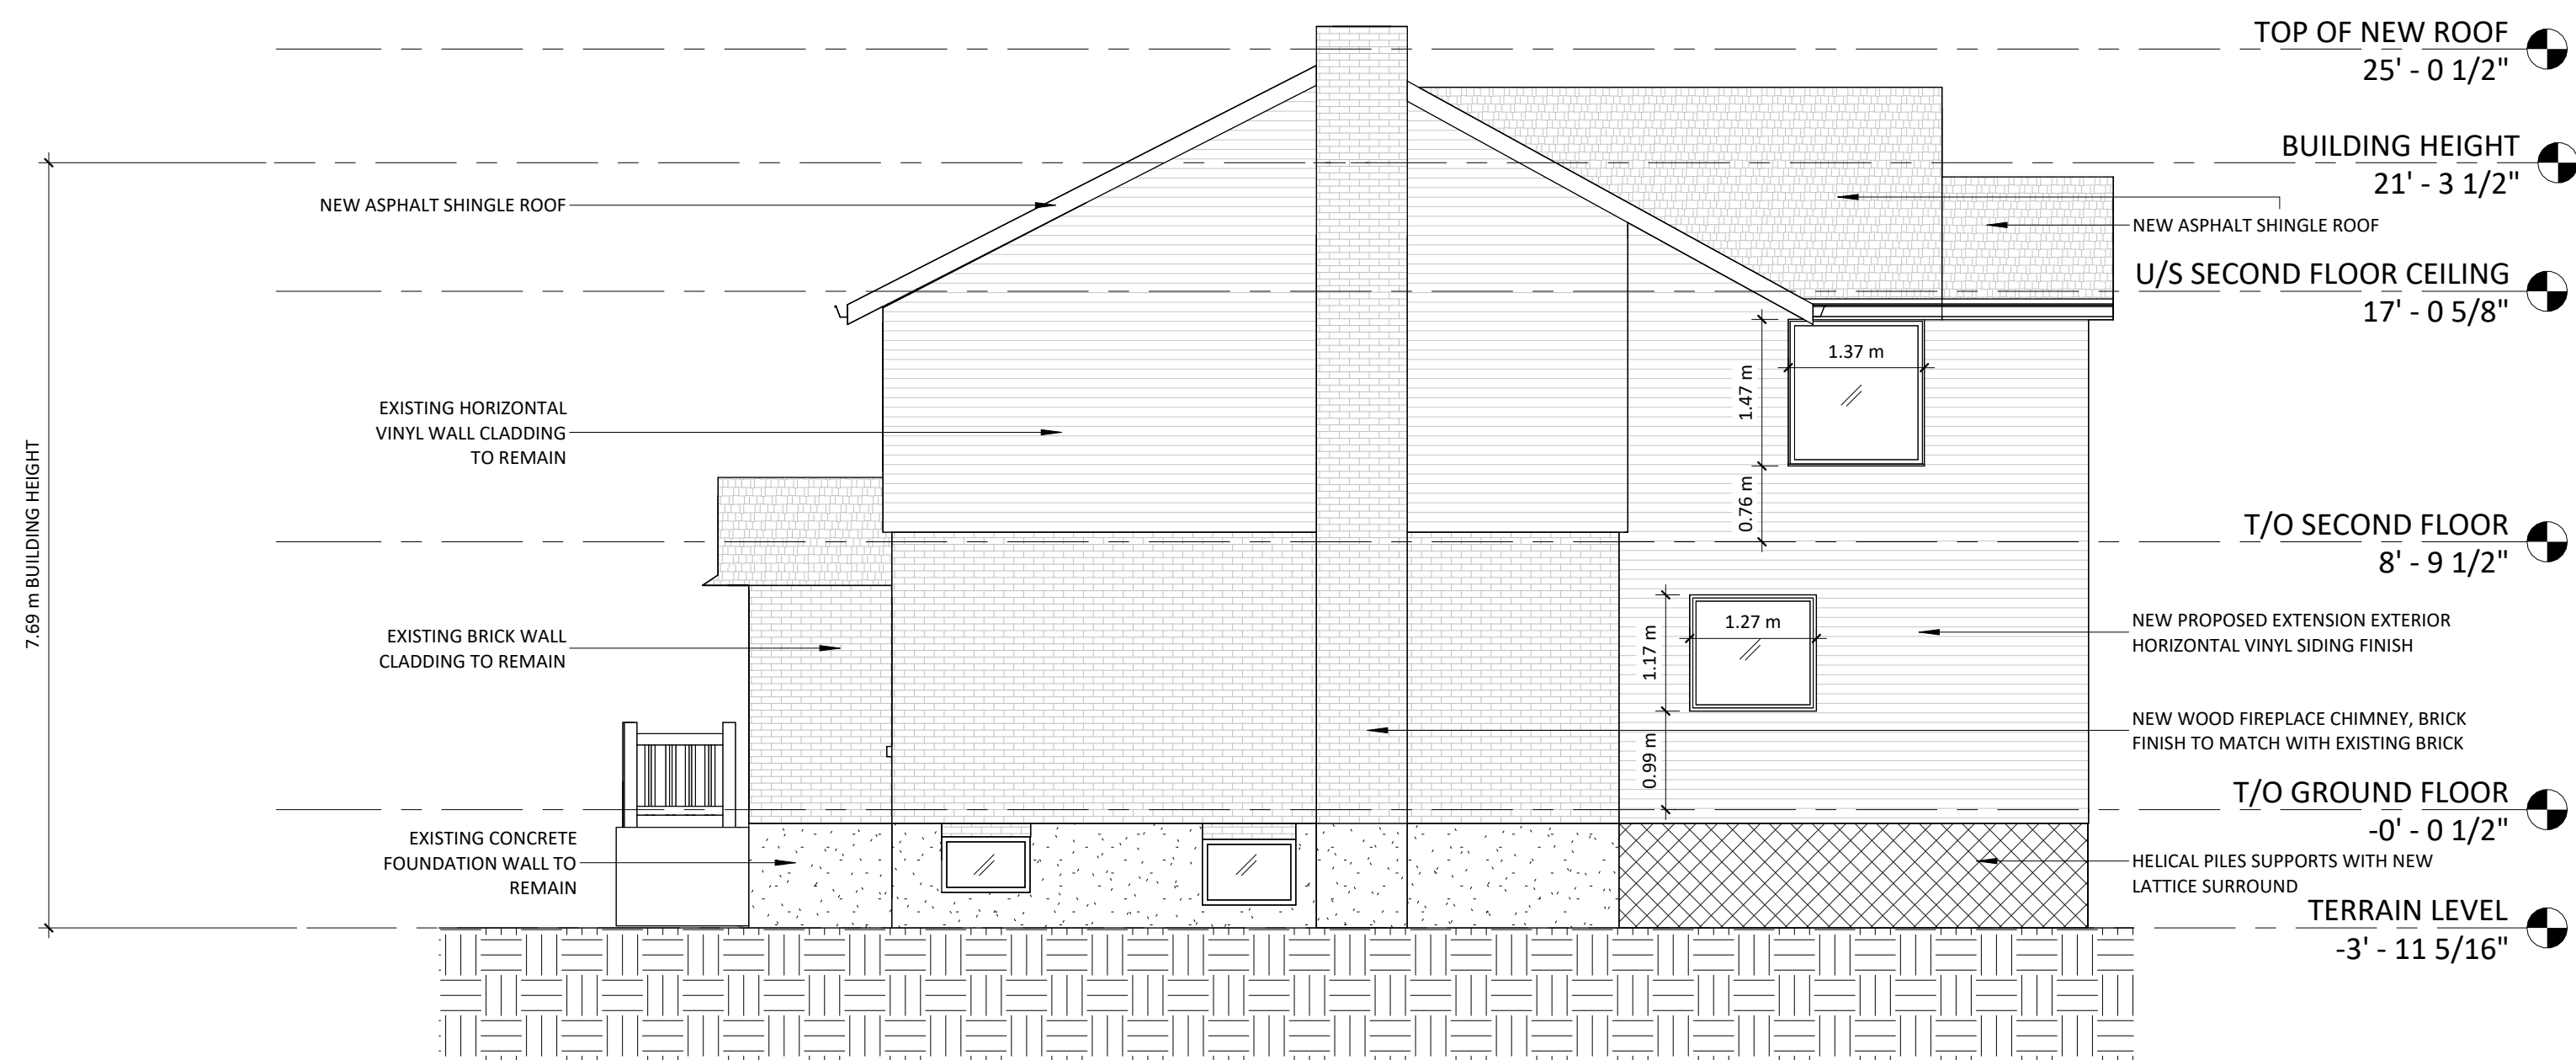 TOP OF NEW ROOF
25' - 0 1/2"
BUILDING HEIGHT
21' - 3 1/2"
NEW ASPHALT SHINGLE ROOF
NEW ASPHALT SHINGLE ROOF
U/S SECOND FLOOR CEILING
17' - 0 5/8"
1.37 m
1.47 m
EXISTING HORIZONTAL
VINYL WALL CLADDING
TO REMAIN
0.76 m
7.69 m BUILDING HEIGHT
T/O SECOND FLOOR
8' - 9 1/2"
EXISTING BRICK WALL
CLADDING TO REMAIN
1.27 m
1.17 m
NEW PROPOSED EXTENSION EXTERIOR
HORIZONTAL VINYL SIDING FINISH
0.99 m
NEW WOOD FIREPLACE CHIMNEY, BRICK
FINISH TO MATCH WITH EXISTING BRICK
T/O GROUND FLOOR
-0' - 0 1/2"
EXISTING CONCRETE
FOUNDATION WALL TO
REMAIN
HELICAL PILES SUPPORTS WITH NEW
LATTICE SURROUND
TERRAIN LEVEL
-3' - 11 5/16"